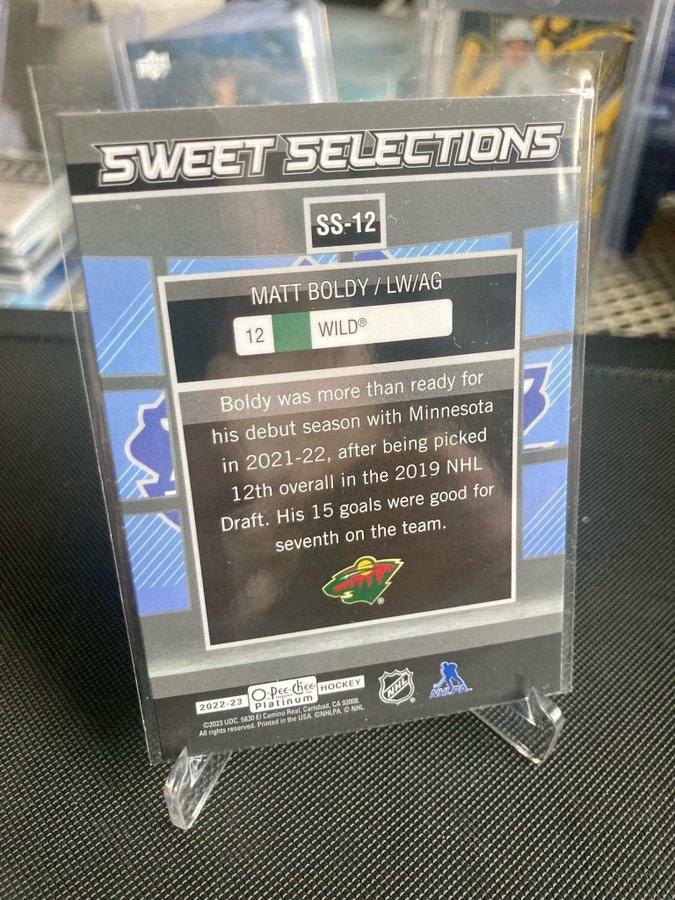 SWEET SELECTIONS
SS-12
MATT BOLDY / LW/AG
12 WILD®
Boldy was more than ready for
his debut season with Minnesota
in 2021-22, after being picked
12th overall in the 2019 NHL
Draft. His 15 goals were good for
seventh on the team.
®
2022-23 O-Pee-Chee Platinum HOCKEY
NHL ®
NHLPA
©2023 UDC. 5830 El Camino Real, Carlsbad, CA 92008.
All rights reserved. Printed in the USA. ©NHLPA. © NHL